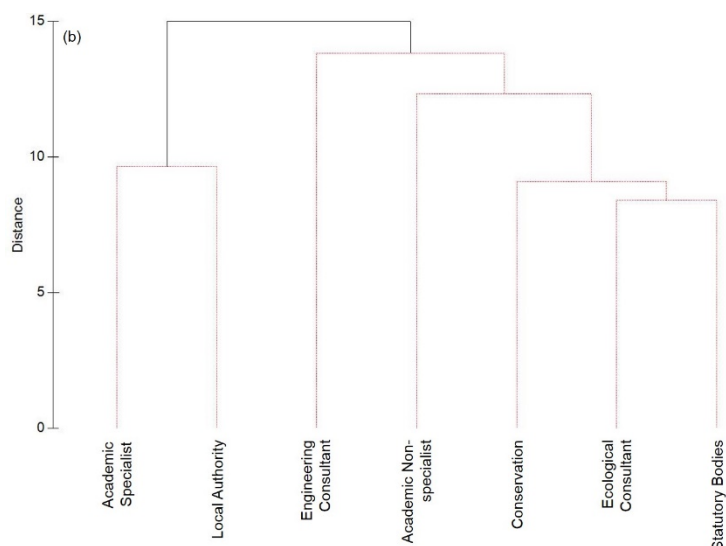 (b)
15
10
5
0
Distance
Academic
Specialist
Local Authority
Engineering
Consultant
Academic Non-
specialist
Conservation
Ecological
Consultant
Statutory Bodies